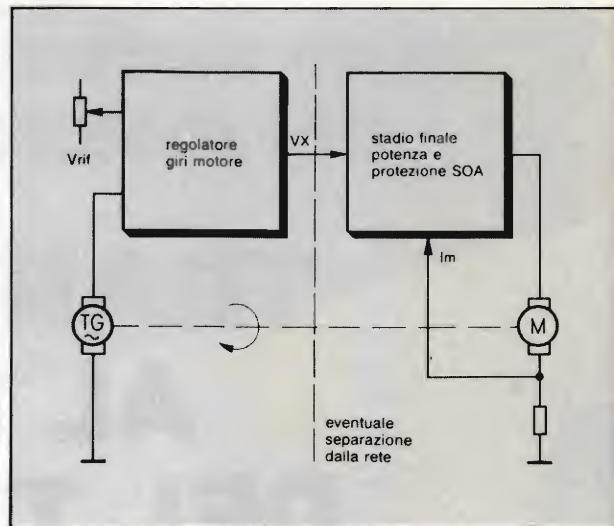 Vrif
regolatore
giri motore
VX
stadio finale
potenza e
protezione SOA
Im
TG
~
M
eventuale
separazione
dalla rete